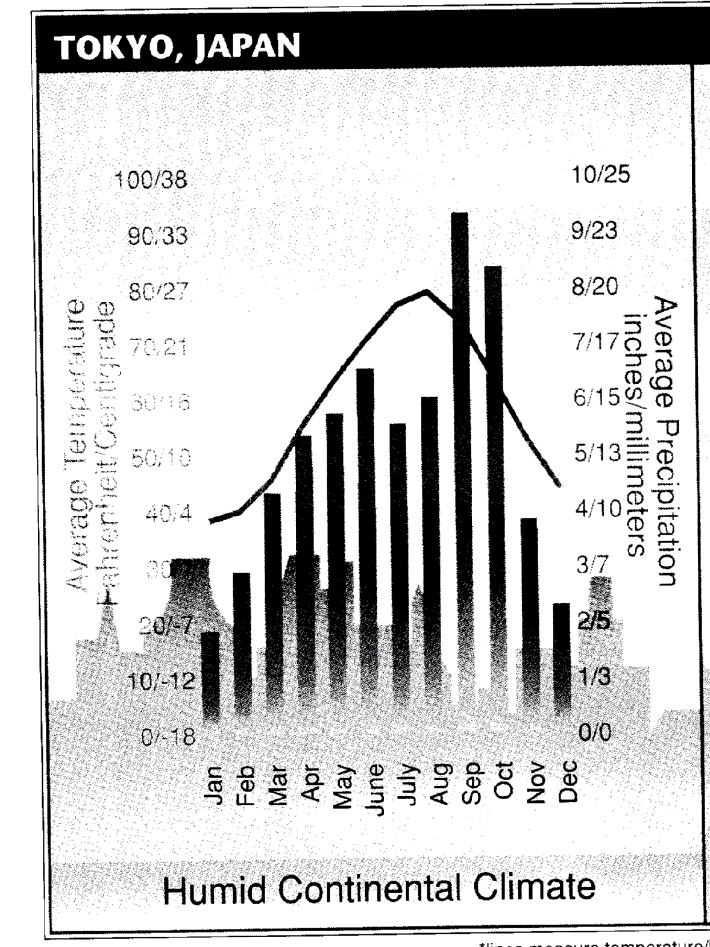 TOKYO, JAPAN
100/38
90/33
80/27
70/21
60/16
50/10
40/4
30
20/-7
10/-12
0/-18
Average Temperature
Fahrenheit/Centigrade
10/25
9/23
8/20
7/17
6/15
5/13
4/10
3/7
2/5
1/3
0/0
Average Precipitation
inches/millimeters
Jan
Feb
Mar
Apr
May
June
July
Aug
Sep
Oct
Nov
Dec
Humid Continental Climate